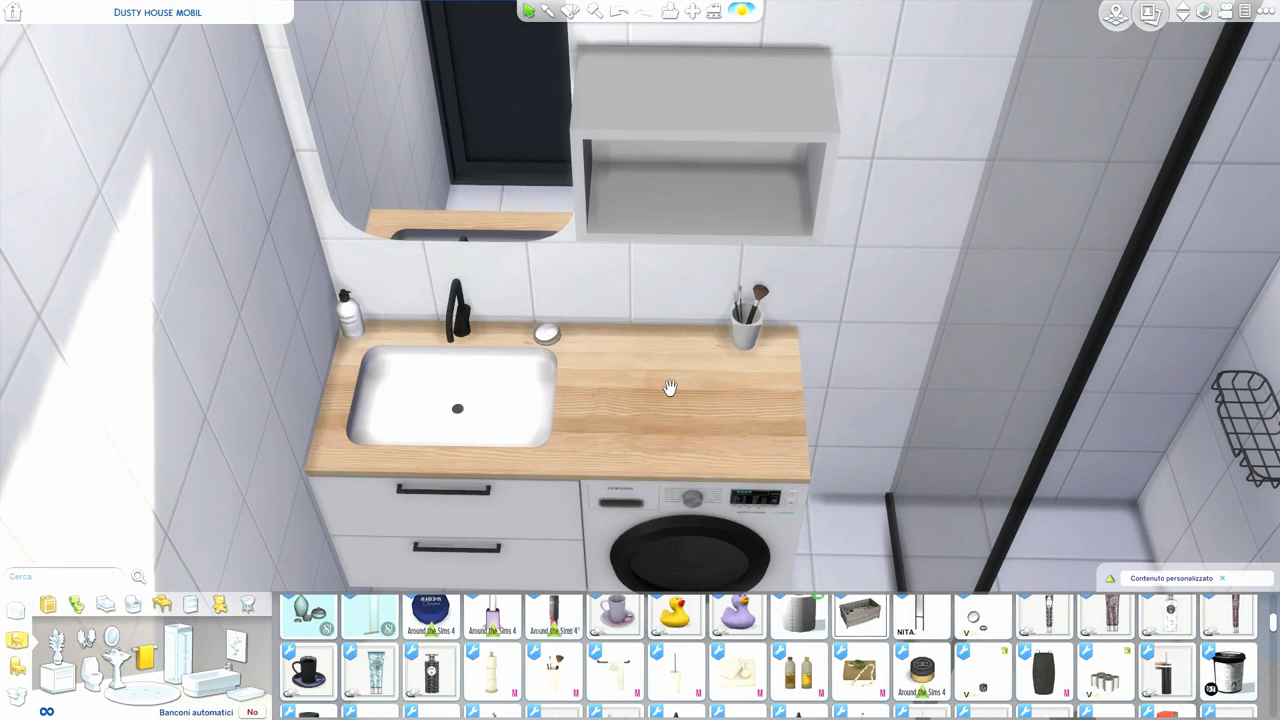 Dusty house mobil
SAMSUNG
Cerca
Contenuto personalizzato
Around the Sims 4
Around the Sims 4
Around the Sims 4
NITA.
Around the Sims 4
Banconi automatici
No